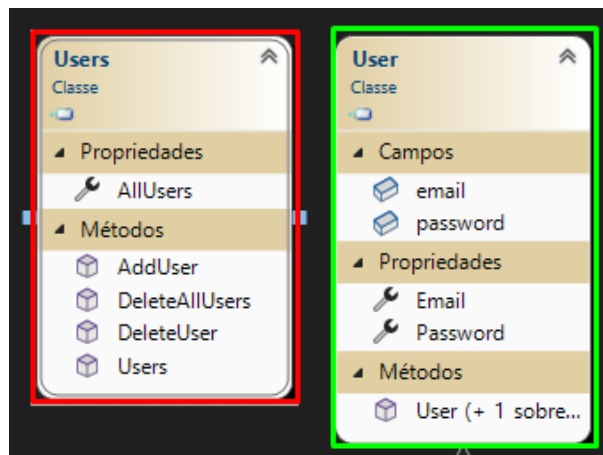 Users
Classe
Propriedades
AllUsers
Métodos
AddUser
DeleteAllUsers
DeleteUser
Users
User
Classe
Campos
email
password
Propriedades
Email
Password
Métodos
User (+ 1 sobre...